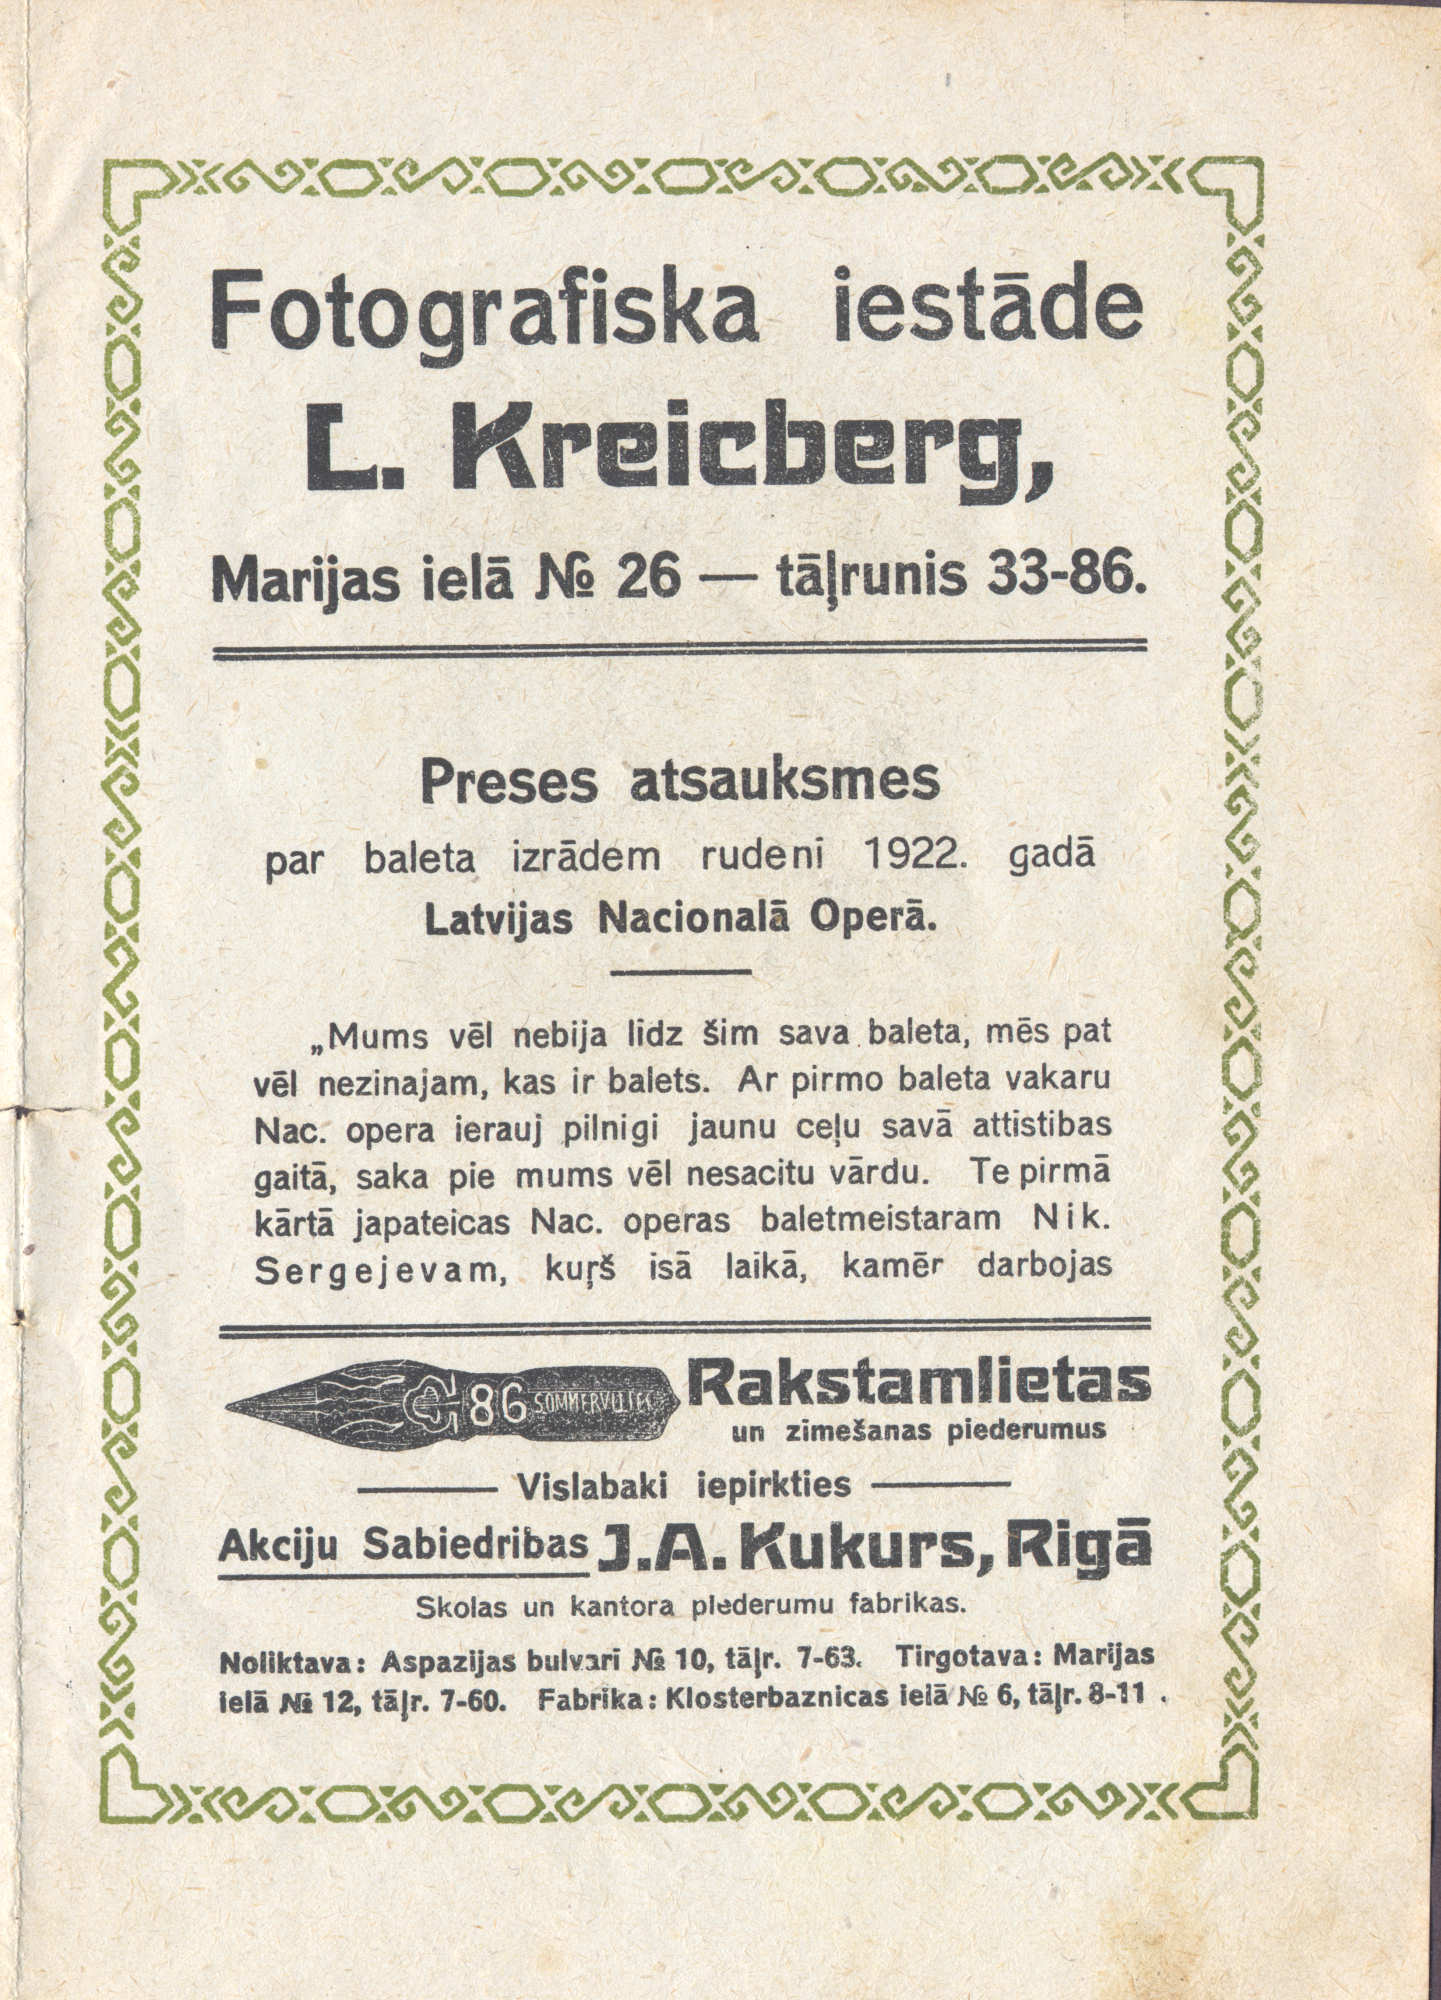 Fotografiska iestāde
L. Kreicberg,
Marijas ielā № 26 — tāļrunis 33-86.
Preses atsauksmes
par baleta izrādem rudeni 1922. gadā
Latvijas Nacionalā Operā.
„Mums vēl nebija lidz šim sava baleta, mēs pat
vēl nezinajam, kas ir balets. Ar pirmo baleta vakaru
Nac. opera ierauj pilnigi jaunu ceļu savā attistibas
gaitā, saka pie mums vēl nesacitu vārdu. Te pirmā
kārtā japateicas Nac. operas baletmeistaram Nik.
Sergejevam, kuŗš isā laikā, kamēr darbojas
86 SOMMERVILLE
Rakstamlietas
un zimešanas piederumus
Vislabaki iepirkties
Akciju Sabiedribas J. A. Kukurs, Rigā
Skolas un kantora piederumu fabrikas.
Noliktava: Aspazijas bulvari № 10, tāļr. 7-63. Tirgotava: Marijas
ielā № 12, tāļr. 7-60. Fabrika: Klosterbaznicas ielā № 6, tāļr. 8-11.